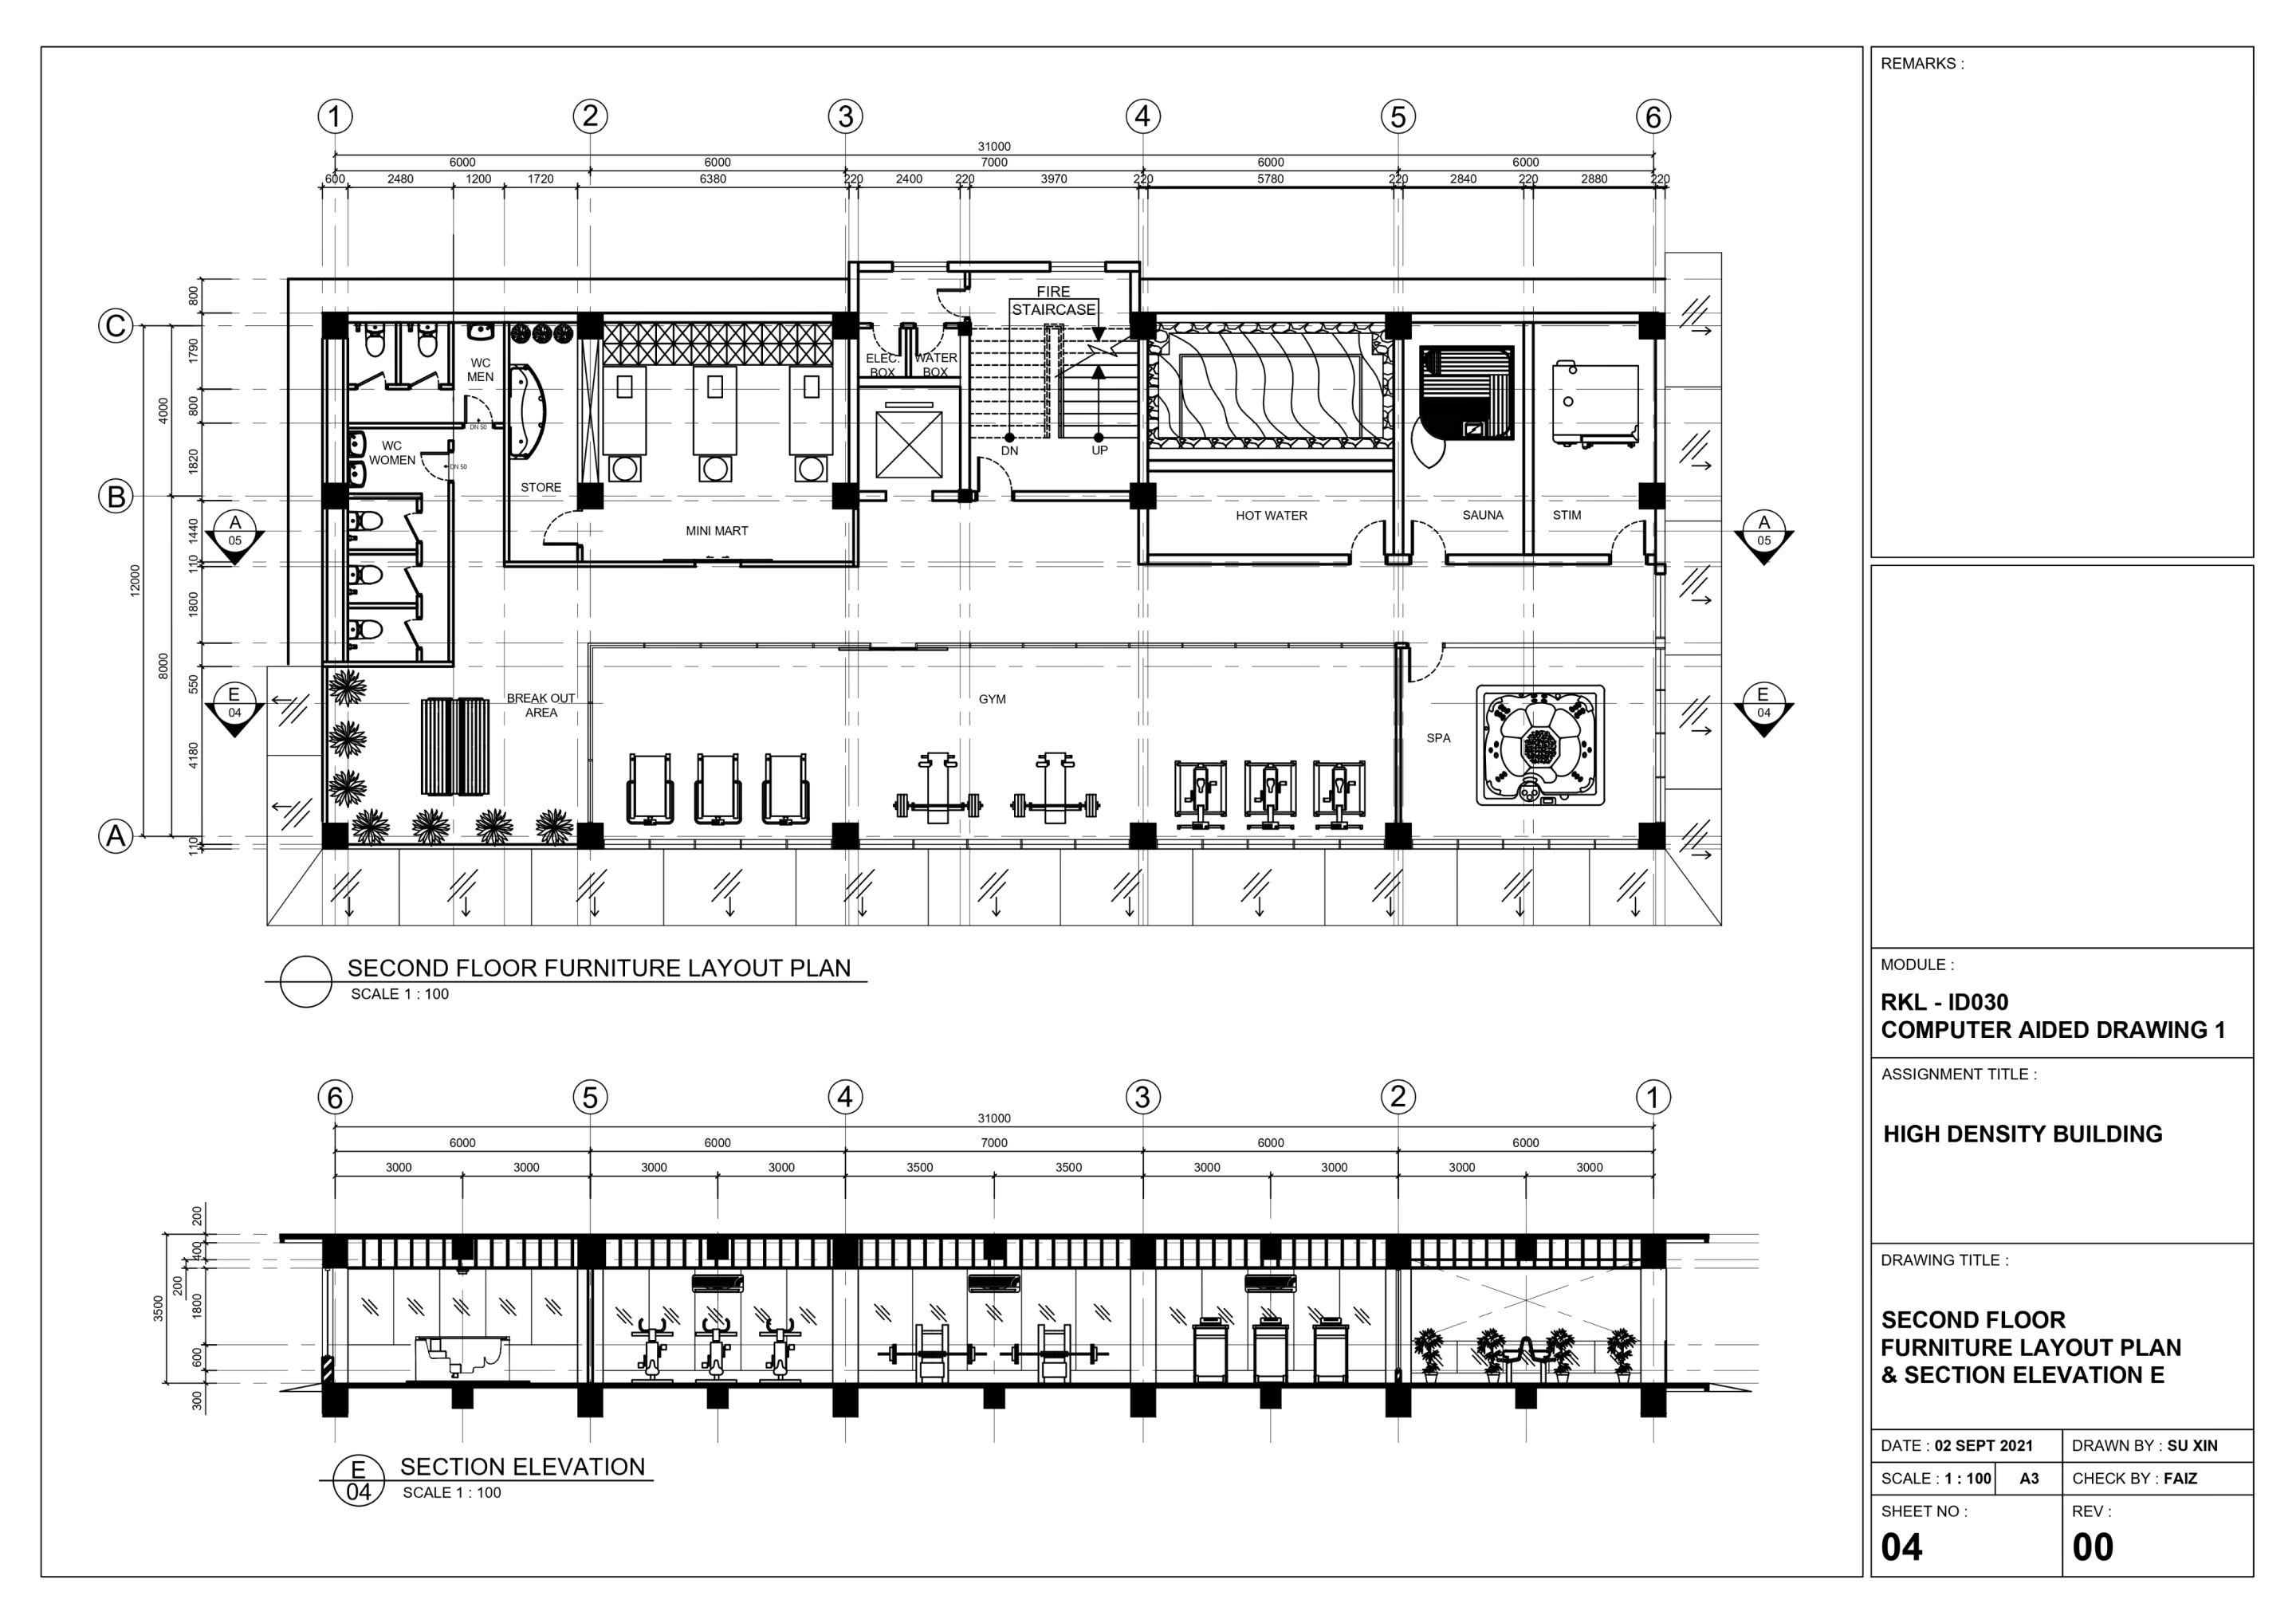 REMARKS :
1
2
3
4
5
6
31000
6000
6000
7000
6000
6000
600
2480
1200
1720
6380
220
2400
220
3970
220
5780
220
2840
220
2880
220
C
B
A
12000
4000
8000
800
1790
800
1820
1440
110
1800
550
4180
110
A
05
E
04
A
05
E
04
WC
MEN
DN 50
WC
WOMEN
DN 50
STORE
MINI MART
ELEC.
BOX
WATER
BOX
FIRE
STAIRCASE
DN
UP
HOT WATER
SAUNA
STIM
BREAK OUT
AREA
GYM
SPA
SECOND FLOOR FURNITURE LAYOUT PLAN
SCALE 1 : 100
6
5
4
3
2
1
31000
6000
6000
7000
6000
6000
3000
3000
3000
3000
3500
3500
3000
3000
3000
3000
3500
200
400
200
1800
600
300
E
04
SECTION ELEVATION
SCALE 1 : 100
MODULE :
RKL - ID030
COMPUTER AIDED DRAWING 1
ASSIGNMENT TITLE :
HIGH DENSITY BUILDING
DRAWING TITLE :
SECOND FLOOR
FURNITURE LAYOUT PLAN
& SECTION ELEVATION E
DATE : 02 SEPT 2021
DRAWN BY : SU XIN
SCALE : 1 : 100
A3
CHECK BY : FAIZ
SHEET NO :
04
REV :
00